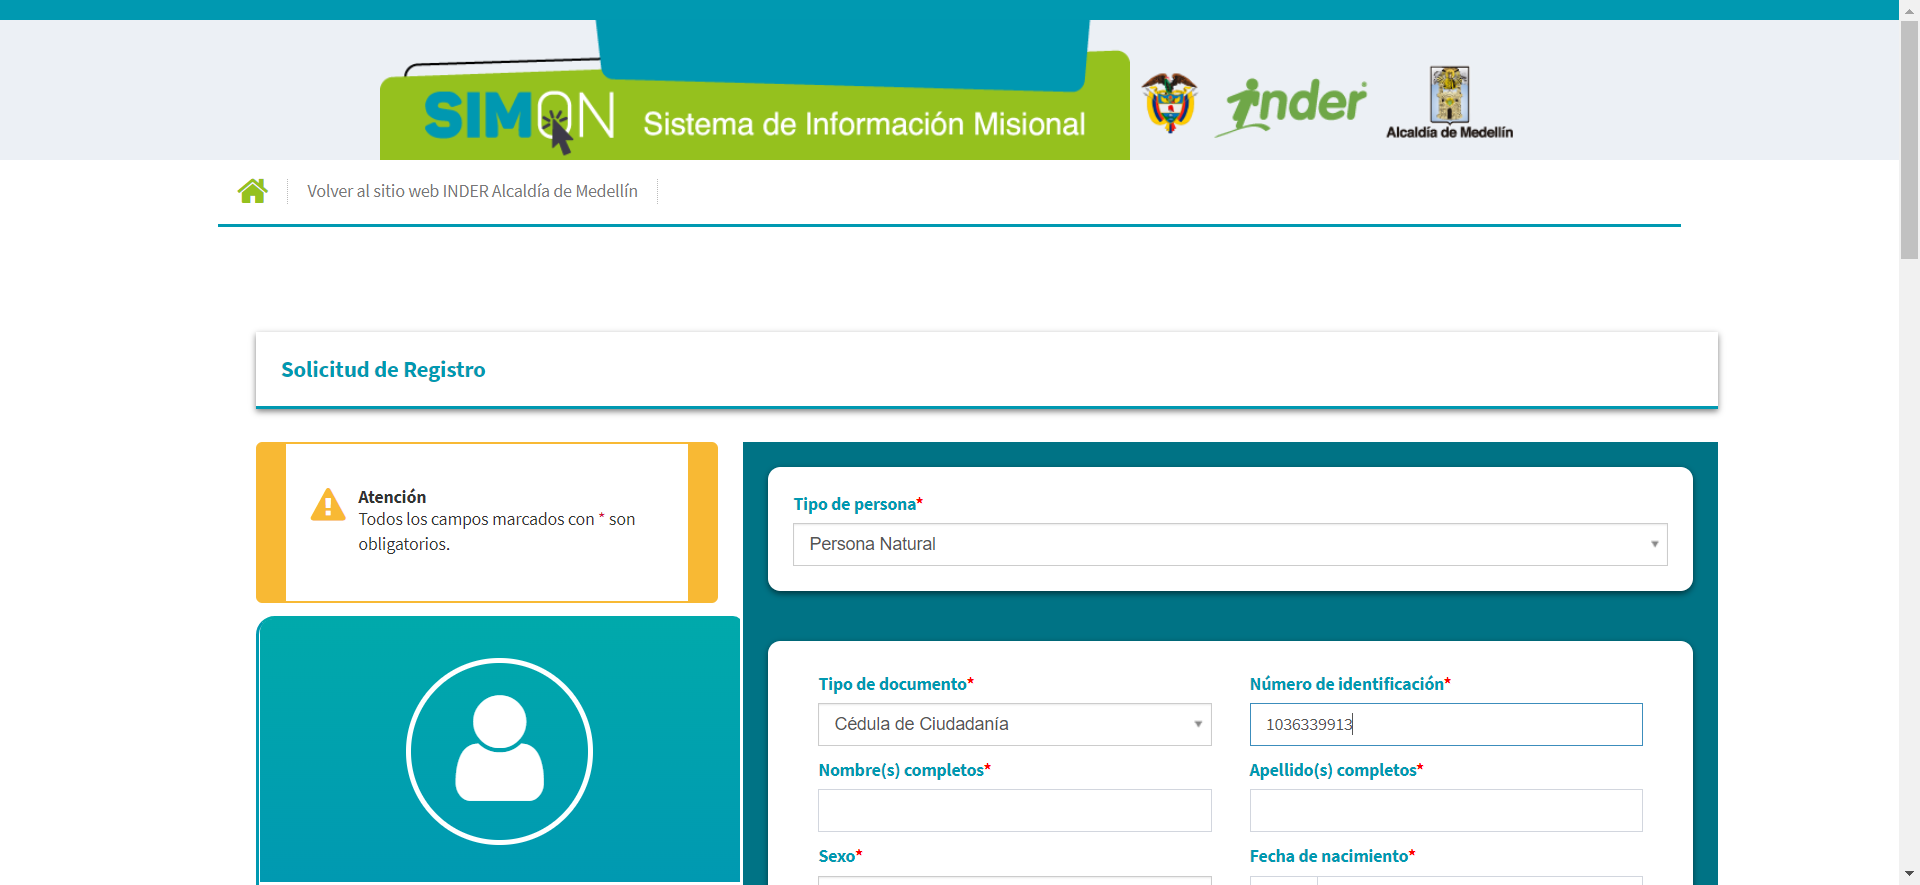 SIMON Sistema de Información Misional
inder
Alcaldía de Medellín
Volver al sitio web INDER Alcaldía de Medellín
Solicitud de Registro
Atención
Todos los campos marcados con * son
obligatorios.
Tipo de persona*
Persona Natural
Tipo de documento*
Número de identificación*
Cédula de Ciudadanía
1036339913
Nombre(s) completos*
Apellido(s) completos*
Sexo*
Fecha de nacimiento*